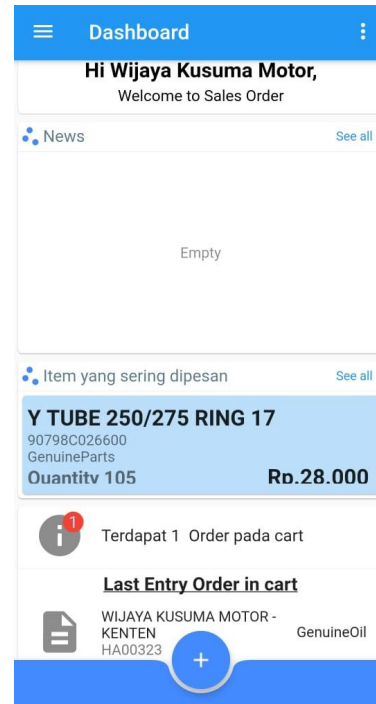 Dashboard
Hi Wijaya Kusuma Motor,
Welcome to Sales Order
News See all
Empty
Item yang sering dipesan See all
Y TUBE 250/275 RING 17
90798C026600
GenuineParts
Quantity 105 Rp.28.000
1
Terdapat 1 Order pada cart
Last Entry Order in cart
WIJAYA KUSUMA MOTOR -
KENTEN GenuineOil
HA00323